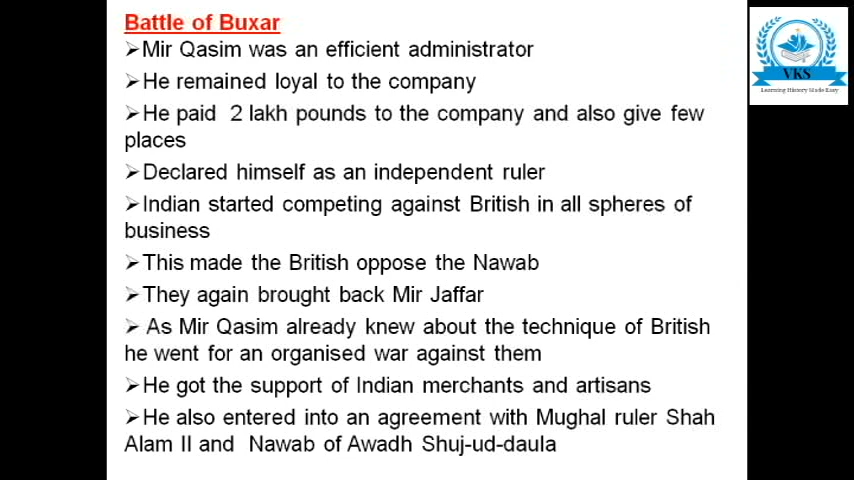 Battle of Buxar
➢Mir Qasim was an efficient administrator
➢He remained loyal to the company
➢He paid 2 lakh pounds to the company and also give few
places
➢Declared himself as an independent ruler
➢Indian started competing against British in all spheres of
business
➢This made the British oppose the Nawab
➢They again brought back Mir Jaffar
➢ As Mir Qasim already knew about the technique of British
he went for an organised war against them
➢He got the support of Indian merchants and artisans
➢He also entered into an agreement with Mughal ruler Shah
Alam II and Nawab of Awadh Shuj-ud-daula
VKS
Learning History Made Easy